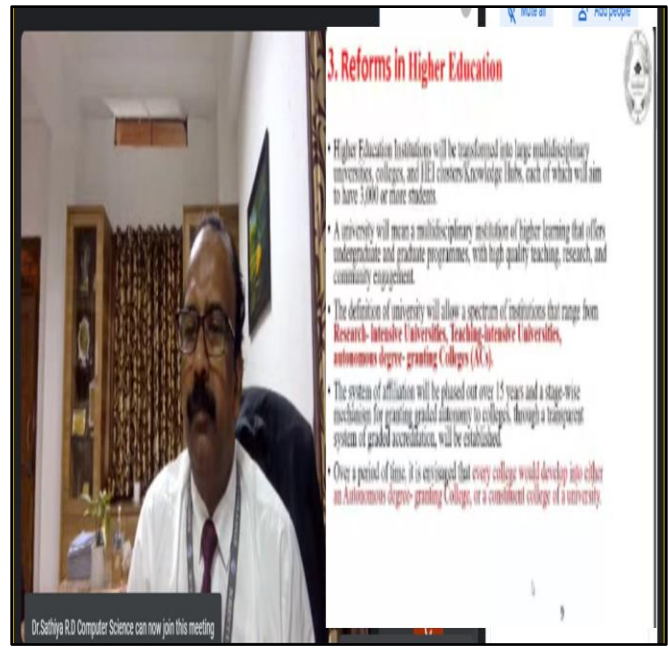 Mute all
Add people
3. Reforms in Higher Education
• Higher Education Institutions will be transformed into large multidisciplinary
universities, colleges, and HEI clusters/Knowledge Hubs, each of which will aim
to have 3,000 or more students.
• A university will mean a multidisciplinary institution of higher learning that offers
undergraduate and graduate programmes, with high quality teaching, research, and
community engagement.
• The definition of university will allow a spectrum of institutions that range from
Research- intensive Universities, Teaching-intensive Universities,
autonomous degree- granting Colleges (ACs).
• The system of affiliation will be phased out over 15 years and a stage-wise
mechanism for granting graded autonomy to colleges, through a transparent
system of graded accreditation, will be established.
• Over a period of time, it is envisaged that every college would develop into either
an Autonomous degree- granting College, or a constituent college of a university.
Dr.Sathiya R.D Computer Science can now join this meeting